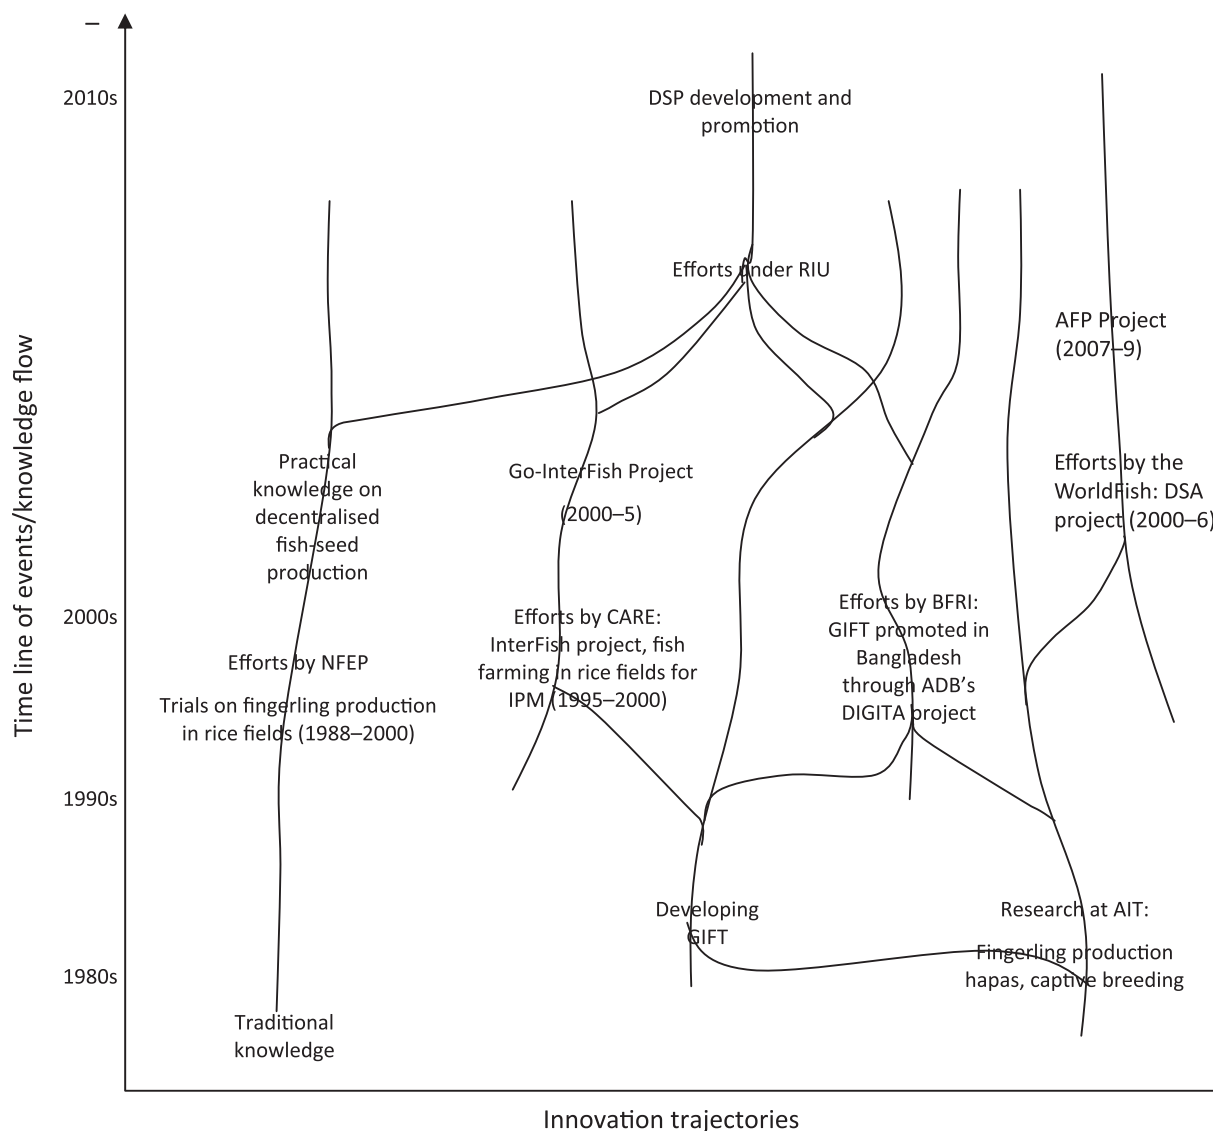 –
2010s
DSP development and
promotion
Efforts under RIU
AFP Project
(2007–9)
Practical
knowledge on
decentralised
fish-seed
production
Go-InterFish Project
(2000–5)
Efforts by the
WorldFish: DSA
project (2000–6)
2000s
Efforts by NFEP
Trials on fingerling production
in rice fields (1988–2000)
Efforts by CARE:
InterFish project, fish
farming in rice fields for
IPM (1995–2000)
Efforts by BFRI:
GIFT promoted in
Bangladesh
through ADB’s
DIGITA project
1990s
Developing
GIFT
Research at AIT:
Fingerling production
hapas, captive breeding
1980s
Traditional
knowledge
Time line of events/knowledge flow
Innovation trajectories